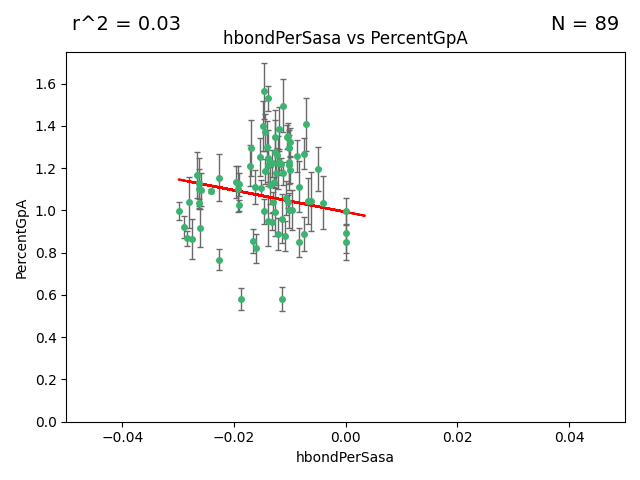 r^2 = 0.03
N = 89
hbondPerSasa vs PercentGpA
1.6
1.4
1.2
1.0
0.8
0.6
0.4
0.2
0.0
PercentGpA
−0.04
−0.02
0.00
0.02
0.04
hbondPerSasa